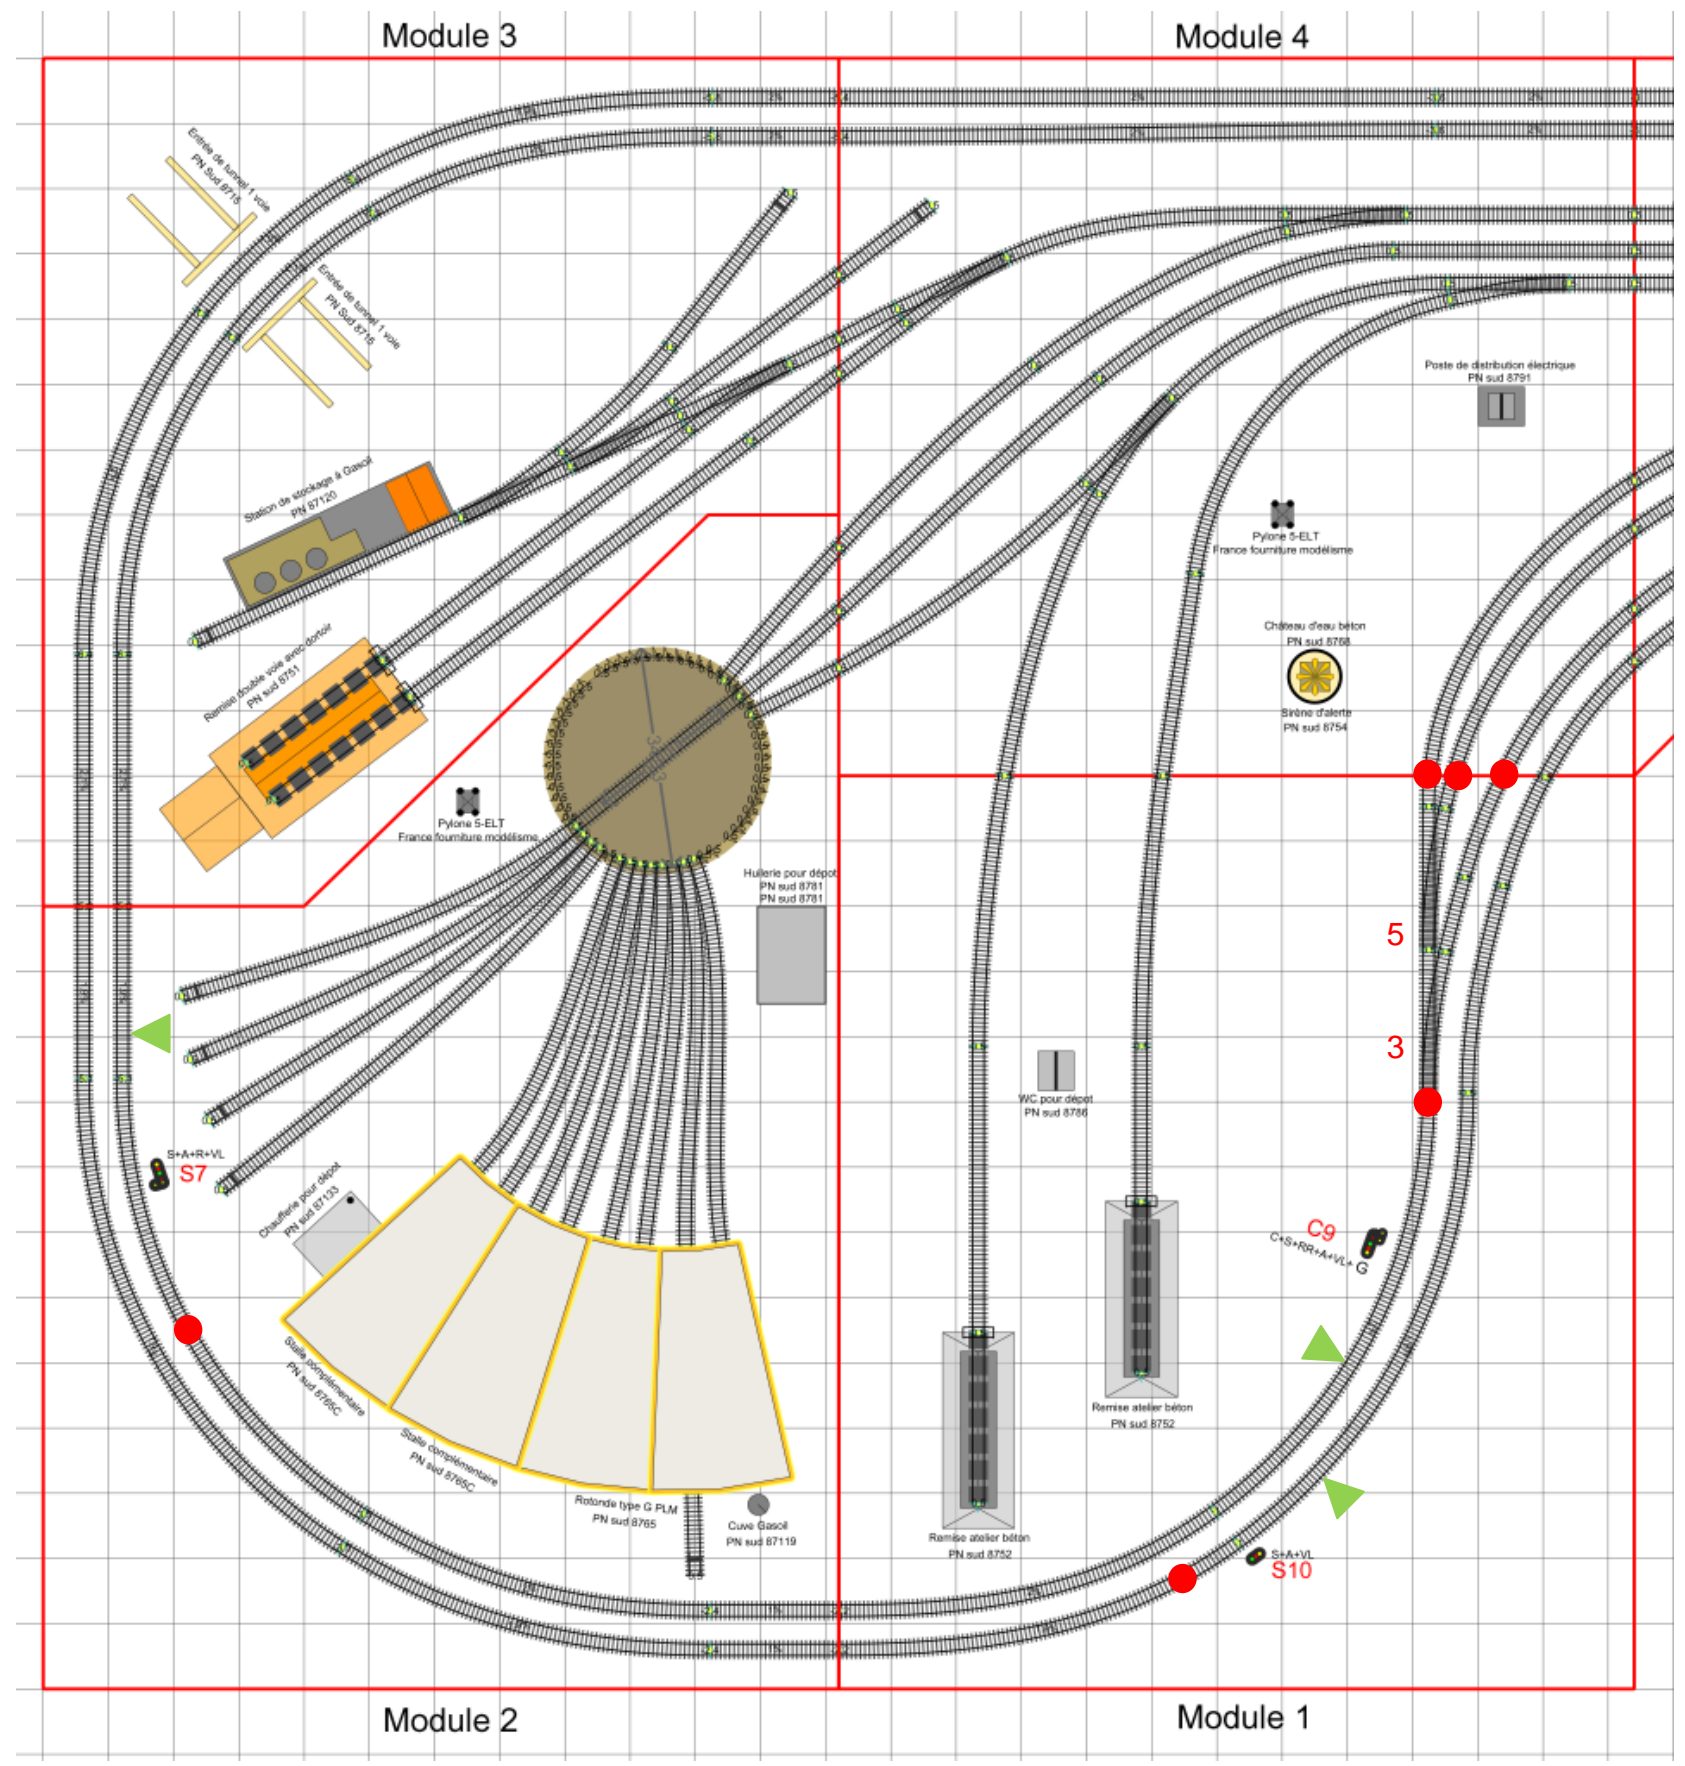 Module 3
Module 4
Entrée de tunnel 1 voie
PN Sud 8715
Entrée de tunnel 1 voie
PN Sud 8715
Poste de distribution électrique
PN sud 8791
Station de stockage à Gasoil
PN 87120
Pylone 5-ELT
France fourniture modélisme
Château d'eau béton
PN sud 8768
Sirène d'alerte
PN sud 8754
Remise double voie avec dortoir
PN sud 8751
Pylone 5-ELT
France fourniture modélisme
Huilerie pour dépot
PN sud 8781
PN sud 8781
5
3
WC pour dépot
PN sud 8786
S+A+R+VL
S7
Chaufferie pour dépot
PN sud 87133
C9
C+S+RR+A+VL+ G
Stalle complémentaire
PN sud 8765C
Stalle complémentaire
PN sud 8765C
Rotonde type G PLM
PN sud 8765
Cuve Gasoil
PN sud 87119
Remise atelier béton
PN sud 8752
Remise atelier béton
PN sud 8752
S+A+VL
S10
Module 2
Module 1